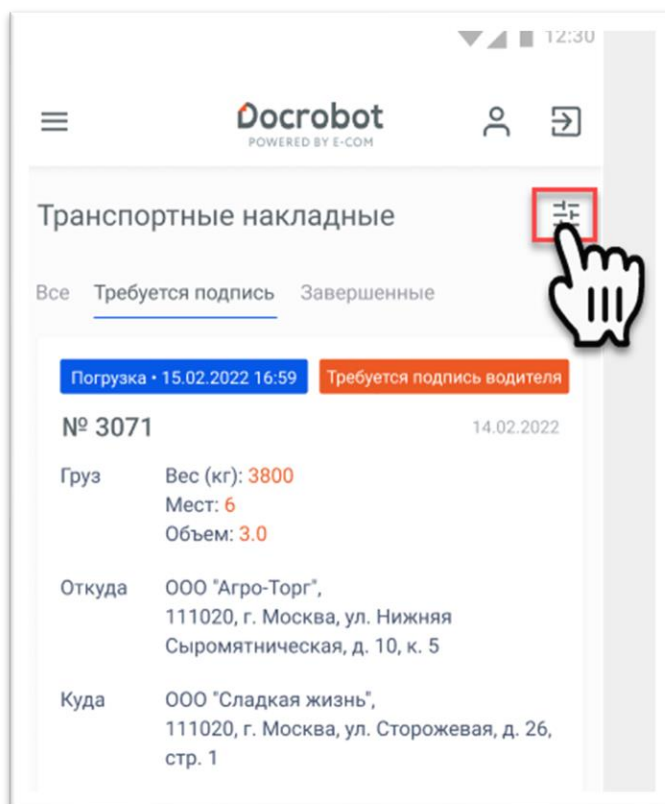 12:30
Docrobot
POWERED BY E-COM
Транспортные накладные
Все Требуется подпись Завершенные
Погрузка • 15.02.2022 16:59 Требуется подпись водителя
№ 3071 14.02.2022
Груз Вес (кг): 3800
Мест: 6
Объем: 3.0
Откуда ООО "Агро-Торг",
111020, г. Москва, ул. Нижняя
Сыромятническая, д. 10, к. 5
Куда ООО "Сладкая жизнь",
111020, г. Москва, ул. Сторожевая, д. 26,
стр. 1